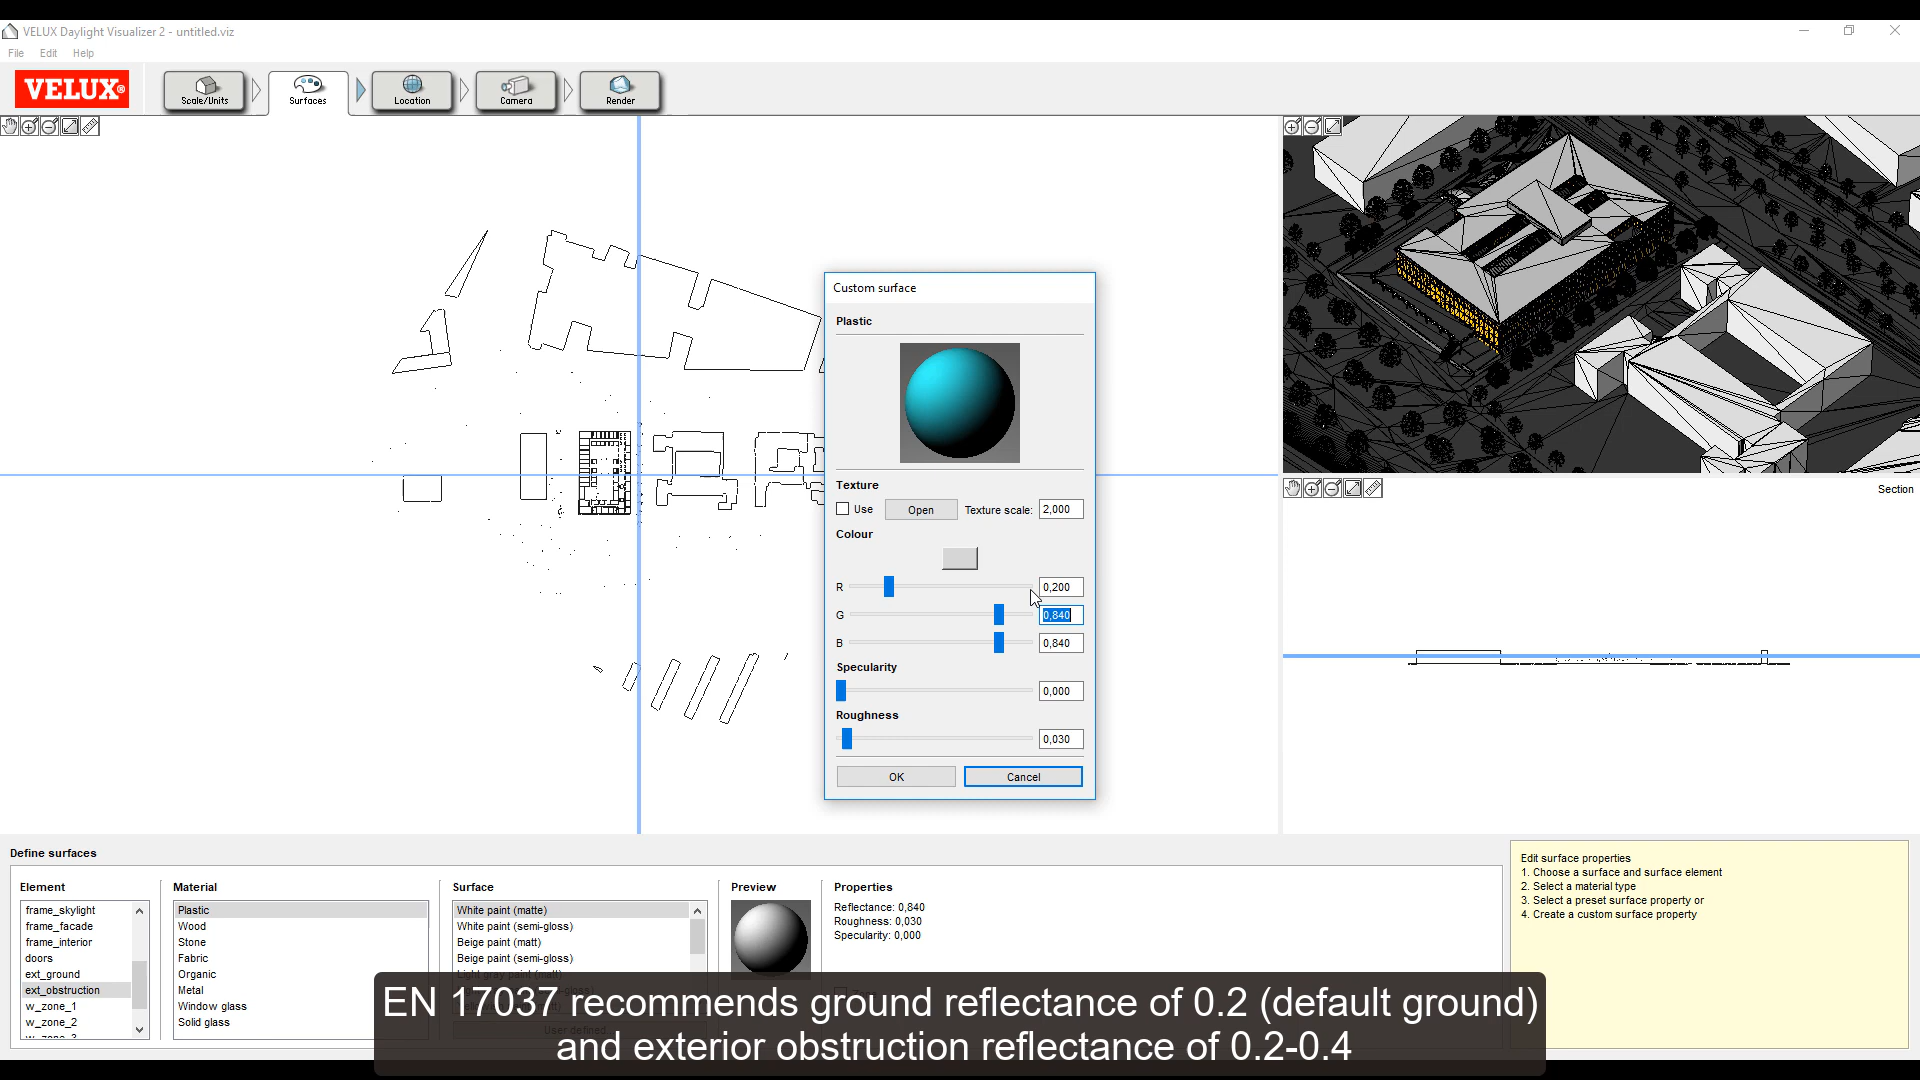 VELUX Daylight Visualizer 2 - untitled.viz
File Edit Help
VELUX®
Scale/Units
Surfaces
Location
Camera
Render
Section
Custom surface
Plastic
Texture
Use
Open
Texture scale:
2,000
Colour
R
0,200
G
0,840
B
0,840
Specularity
0,000
Roughness
0,030
OK
Cancel
Define surfaces
Element
frame_skylight
frame_facade
frame_interior
doors
ext_ground
ext_obstruction
w_zone_1
w_zone_2
Material
Plastic
Wood
Stone
Fabric
Organic
Metal
Window glass
Solid glass
Surface
White paint (matte)
White paint (semi-gloss)
Beige paint (matt)
Beige paint (semi-gloss)
Light gray paint (matt)
User defined
Preview
Properties
Reflectance: 0,840
Roughness: 0,030
Specularity: 0,000
Edit surface properties
1. Choose a surface and surface element
2. Select a material type
3. Select a preset surface property or
4. Create a custom surface property
EN 17037 recommends ground reflectance of 0.2 (default ground)
and exterior obstruction reflectance of 0.2-0.4